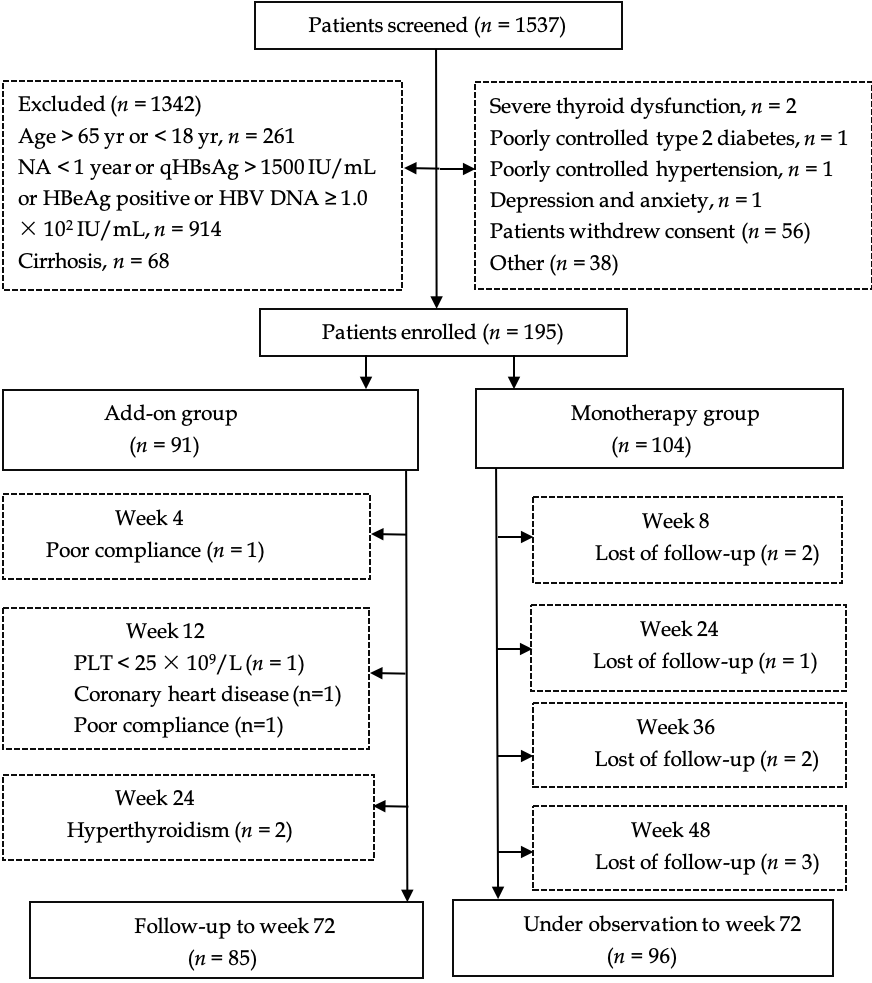 Patients screened (n = 1537)
Excluded (n = 1342)
Age > 65 yr or < 18 yr, n = 261
NA < 1 year or qHBsAg > 1500 IU/mL
or HBeAg positive or HBV DNA ≥ 1.0
× 10² IU/mL, n = 914
Cirrhosis, n = 68
Severe thyroid dysfunction, n = 2
Poorly controlled type 2 diabetes, n = 1
Poorly controlled hypertension, n = 1
Depression and anxiety, n = 1
Patients withdrew consent (n = 56)
Other (n = 38)
Patients enrolled (n = 195)
Add-on group
(n = 91)
Monotherapy group
(n = 104)
Week 4
Poor compliance (n = 1)
Week 12
PLT < 25 × 10⁹/L (n = 1)
Coronary heart disease (n=1)
Poor compliance (n=1)
Week 24
Hyperthyroidism (n = 2)
Week 8
Lost of follow-up (n = 2)
Week 24
Lost of follow-up (n = 1)
Week 36
Lost of follow-up (n = 2)
Week 48
Lost of follow-up (n = 3)
Follow-up to week 72
(n = 85)
Under observation to week 72
(n = 96)